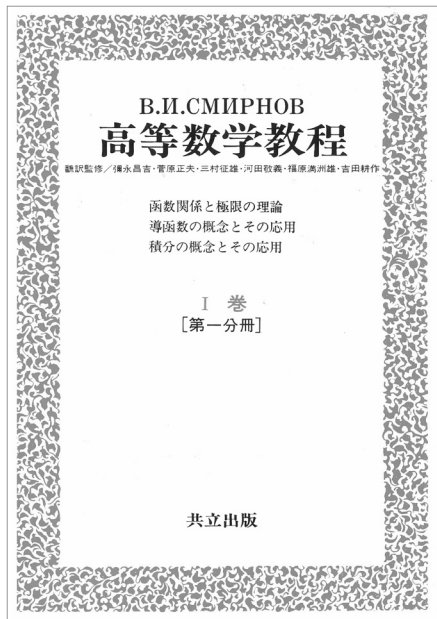 В.И.СМИРНОВ
高等数学教程
飜訳監修／彌永昌吉・菅原正夫・三村征雄・河田敬義・福原満洲雄・吉田耕作
函数関係と極限の理論
導函数の概念とその応用
積分の概念とその応用
I 巻
[第一分冊]
共立出版